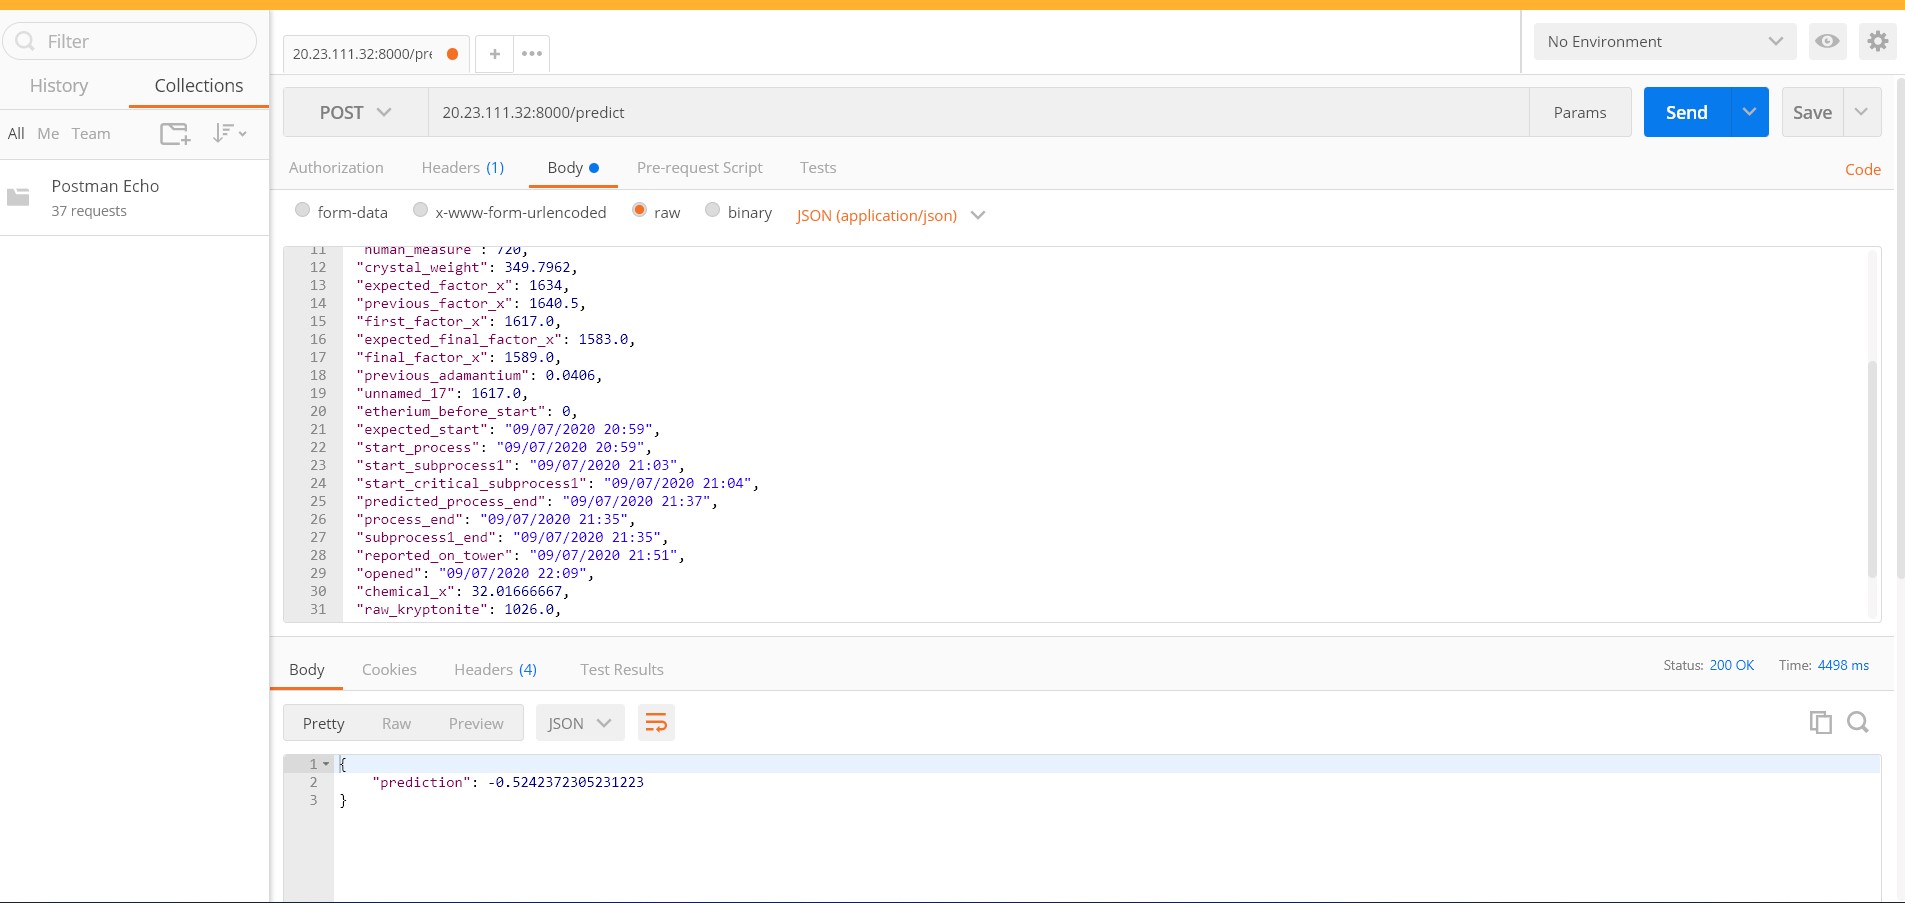 Filter
History Collections
All Me Team
Postman Echo
37 requests
20.23.111.32:8000/pre + •••
No Environment
POST 20.23.111.32:8000/predict Params Send Save
Authorization Headers (1) Body Pre-request Script Tests Code
form-data x-www-form-urlencoded raw binary JSON (application/json)
11 "human_measure": 720,
12 "crystal_weight": 349.7962,
13 "expected_factor_x": 1634,
14 "previous_factor_x": 1640.5,
15 "first_factor_x": 1617.0,
16 "expected_final_factor_x": 1583.0,
17 "final_factor_x": 1589.0,
18 "previous_adamantium": 0.0406,
19 "unnamed_17": 1617.0,
20 "etherium_before_start": 0,
21 "expected_start": "09/07/2020 20:59",
22 "start_process": "09/07/2020 20:59",
23 "start_subprocess1": "09/07/2020 21:03",
24 "start_critical_subprocess1": "09/07/2020 21:04",
25 "predicted_process_end": "09/07/2020 21:37",
26 "process_end": "09/07/2020 21:35",
27 "subprocess1_end": "09/07/2020 21:35",
28 "reported_on_tower": "09/07/2020 21:51",
29 "opened": "09/07/2020 22:09",
30 "chemical_x": 32.01666667,
31 "raw_kryptonite": 1026.0,
Body Cookies Headers (4) Test Results Status: 200 OK Time: 4498 ms
Pretty Raw Preview JSON
1 {
2 "prediction": -0.5242372305231223
3 }